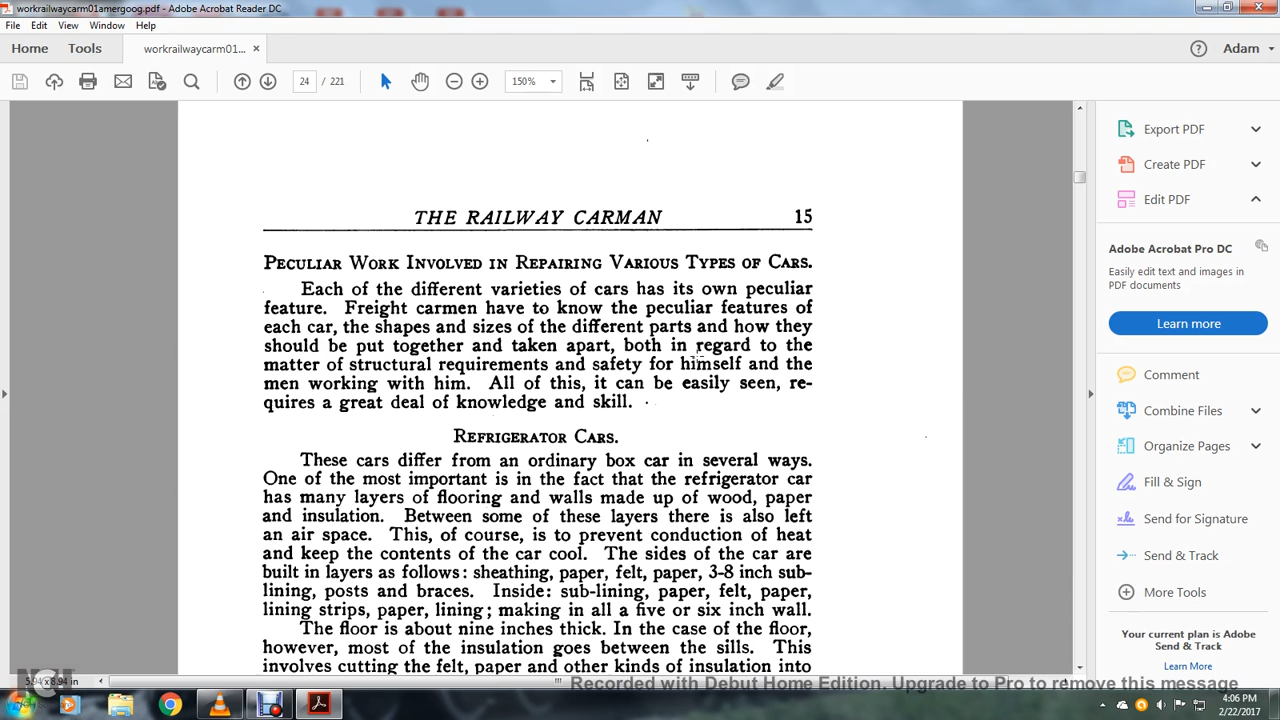 workrailwaycarm01amergoog.pdf - Adobe Acrobat Reader DC
File Edit View Window Help
Home Tools workrailwaycarm01... × Adam
24 / 221 150%
THE RAILWAY CARMAN 15
Peculiar Work Involved in Repairing Various Types of Cars.
Each of the different varieties of cars has its own peculiar
feature. Freight carmen have to know the peculiar features of
each car, the shapes and sizes of the different parts and how they
should be put together and taken apart, both in regard to the
matter of structural requirements and safety for himself and the
men working with him. All of this, it can be easily seen, re-
quires a great deal of knowledge and skill.
Refrigerator Cars.
These cars differ from an ordinary box car in several ways.
One of the most important is in the fact that the refrigerator car
has many layers of flooring and walls made up of wood, paper
and insulation. Between some of these layers there is also left
an air space. This, of course, is to prevent conduction of heat
and keep the contents of the car cool. The sides of the car are
built in layers as follows: sheathing, paper, felt, paper, 3-8 inch sub-
lining, posts and braces. Inside: sub-lining, paper, felt, paper,
lining strips, paper, lining; making in all a five or six inch wall.
The floor is about nine inches thick. In the case of the floor,
however, most of the insulation goes between the sills. This
involves cutting the felt, paper and other kinds of insulation into
5.94 x 8.94 in
Export PDF
Create PDF
Edit PDF
Adobe Acrobat Pro DC
Easily edit text and images in
PDF documents
Learn more
Comment
Combine Files
Organize Pages
Fill & Sign
Send for Signature
Send & Track
More Tools
Your current plan is Adobe
Send & Track
Learn More
Recorded with Debut Home Edition. Upgrade to Pro to remove this message
4:06 PM
2/22/2017